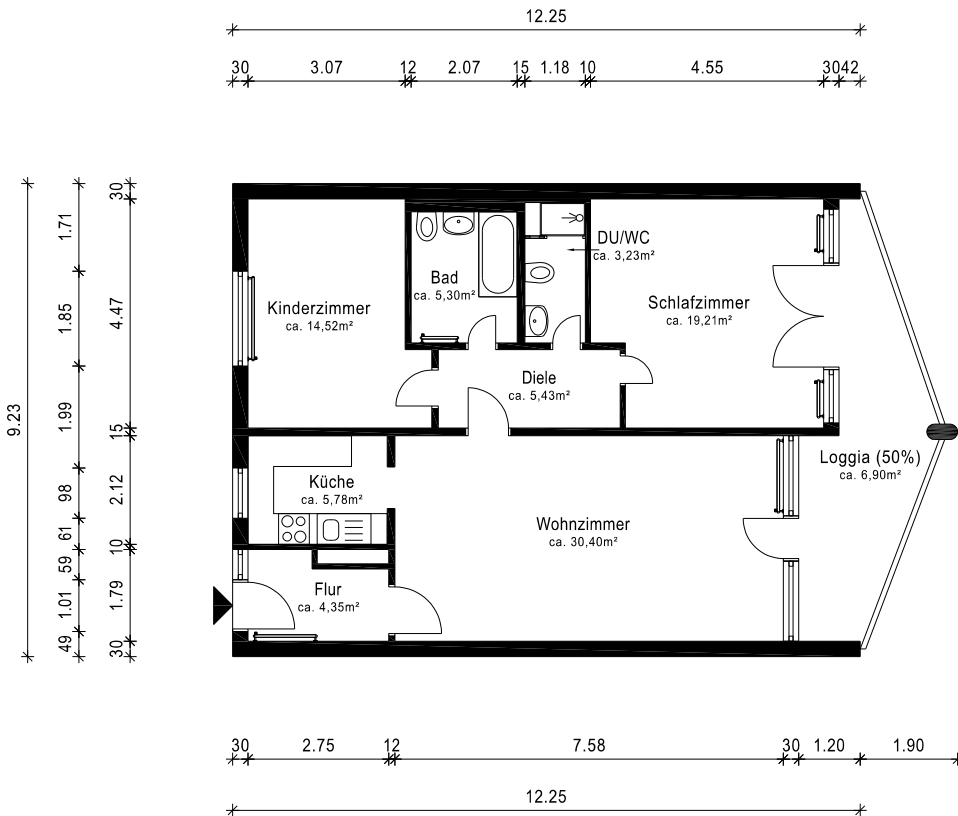 12.25
30 3.07 12 2.07 15 1.18 10 4.55 30 42
9.23
1.71 1.85 1.99 98 61 59 1.01 49
30 4.47 15 2.12 10 1.79 30
DU/WC
ca. 3,23m²
Bad
ca. 5,30m²
Kinderzimmer
ca. 14,52m²
Schlafzimmer
ca. 19,21m²
Diele
ca. 5,43m²
Loggia (50%)
ca. 6,90m²
Küche
ca. 5,78m²
Wohnzimmer
ca. 30,40m²
Flur
ca. 4,35m²
30 2.75 12 7.58 30 1.20 1.90
12.25